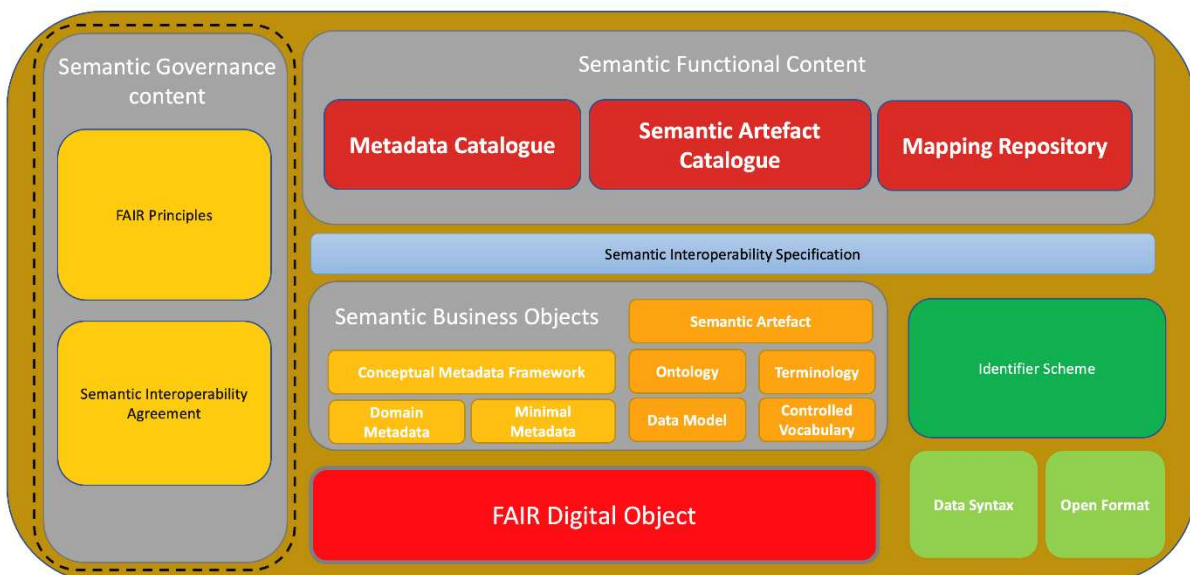 Semantic Governance
content
FAIR Principles
Semantic Interoperability
Agreement
Semantic Functional Content
Metadata Catalogue
Semantic Artefact
Catalogue
Mapping Repository
Semantic Interoperability Specification
Semantic Business Objects
Semantic Artefact
Conceptual Metadata Framework
Ontology
Terminology
Domain
Metadata
Minimal
Metadata
Data Model
Controlled
Vocabulary
Identifier Scheme
FAIR Digital Object
Data Syntax
Open Format